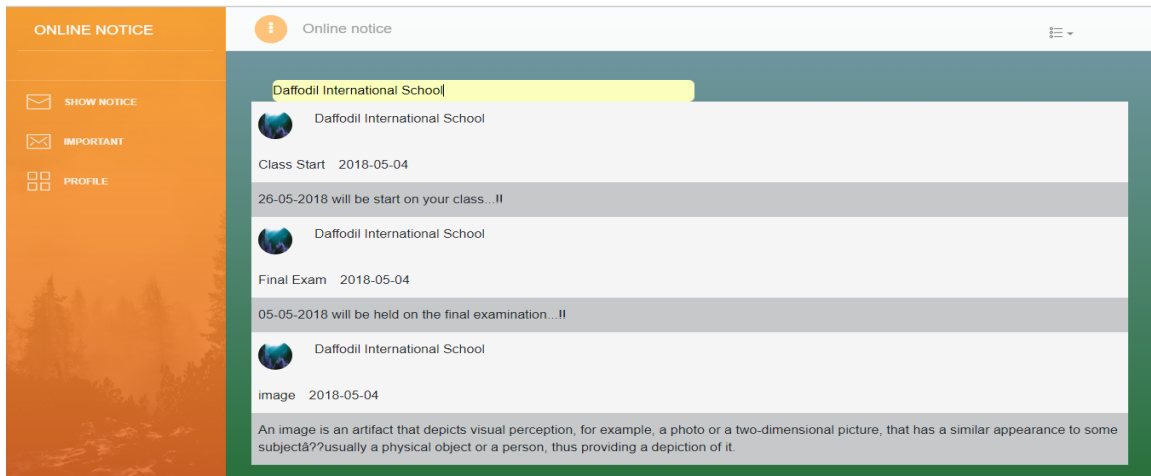 ONLINE NOTICE
Online notice
SHOW NOTICE
IMPORTANT
PROFILE
Daffodil International School
Daffodil International School
Class Start 2018-05-04
26-05-2018 will be start on your class...!!
Daffodil International School
Final Exam 2018-05-04
05-05-2018 will be held on the final examination...!!
Daffodil International School
image 2018-05-04
An image is an artifact that depicts visual perception, for example, a photo or a two-dimensional picture, that has a similar appearance to some
subjectâ??usually a physical object or a person, thus providing a depiction of it.